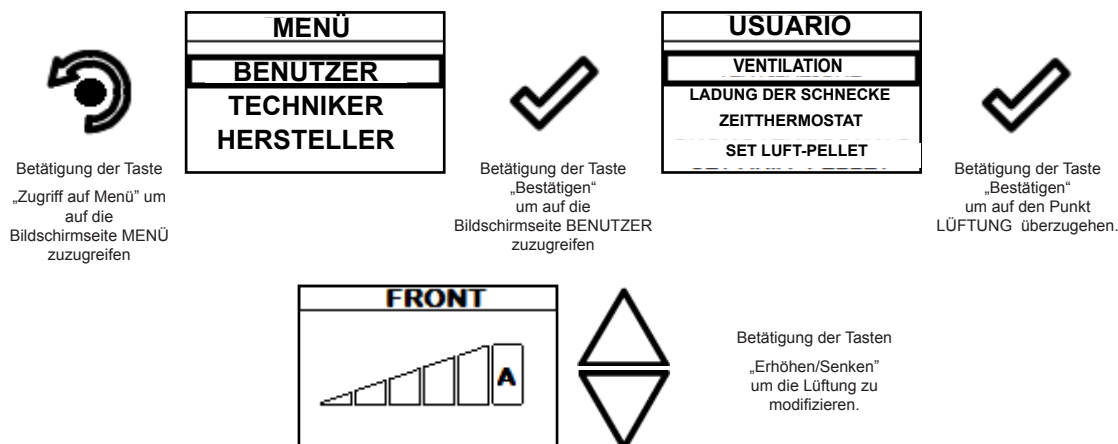 MENÜ
BENUTZER
TECHNIKER
HERSTELLER
USUARIO
VENTILATION
LADUNG DER SCHNECKE
ZEITTHERMOSTAT
SET LUFT-PELLET
Betätigung der Taste
„Zugriff auf Menü” um
auf die
Bildschirmseite MENÜ
zuzugreifen
Betätigung der Taste
„Bestätigen“
um auf die
Bildschirmseite BENUTZER
zuzugreifen
Betätigung der Taste
„Bestätigen“
um auf den Punkt
LÜFTUNG überzugehen.
FRONT
A
Betätigung der Tasten
„Erhöhen/Senken”
um die Lüftung zu
modifizieren.